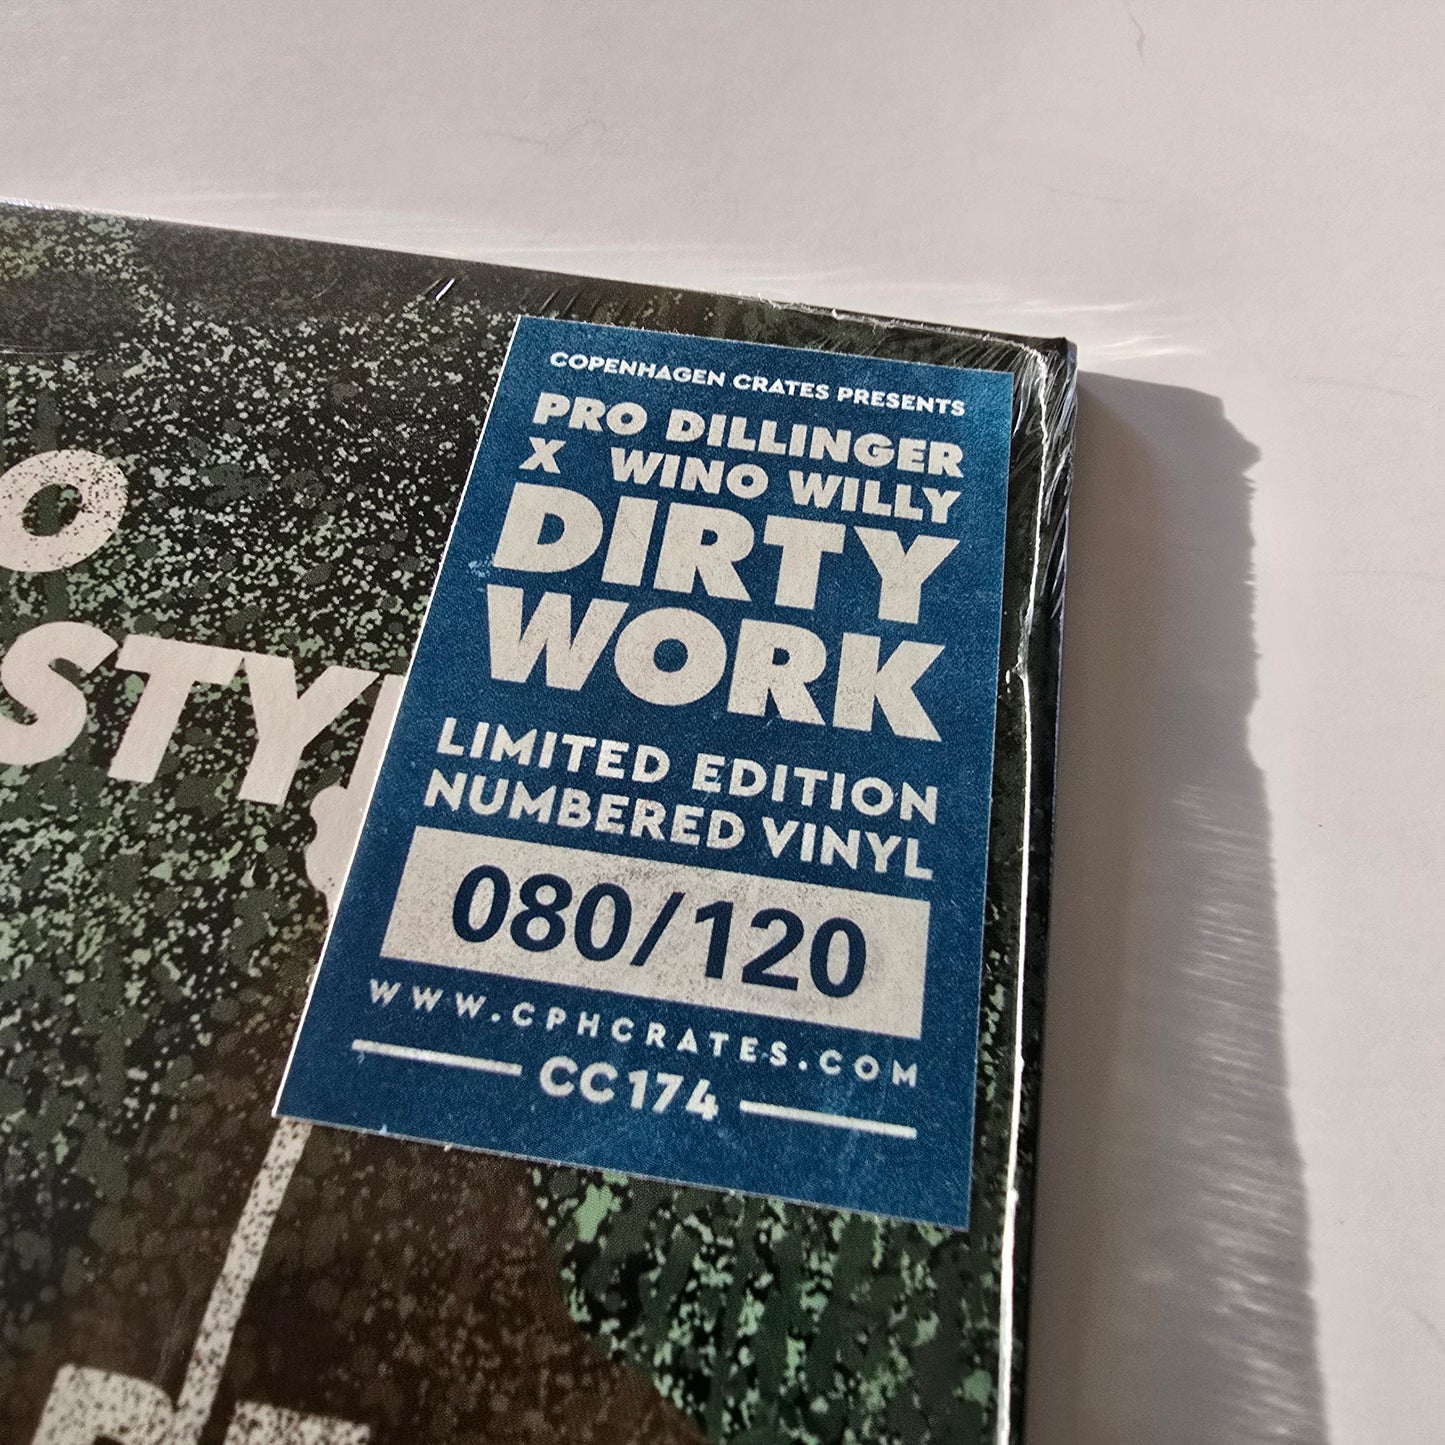 COPENHAGEN CRATES PRESENTS
PRO DILLINGER
X WINO WILLY
DIRTY
WORK
LIMITED EDITION
NUMBERED VINYL
080/120
WWW.CPHCRATES.COM
CC174
O
STY